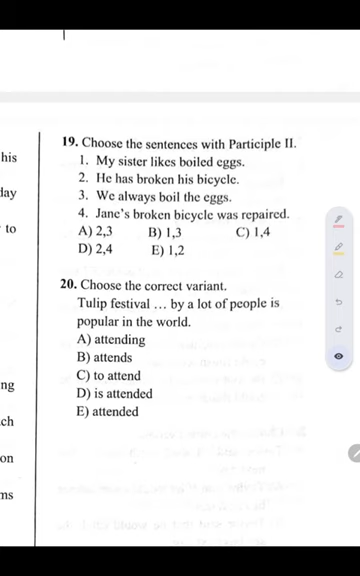 his
day
to
ng
ch
on
ms
19. Choose the sentences with Participle II.
1. My sister likes boiled eggs.
2. He has broken his bicycle.
3. We always boil the eggs.
4. Jane's broken bicycle was repaired.
A) 2,3 B) 1,3 C) 1,4
D) 2,4 E) 1,2
20. Choose the correct variant.
Tulip festival … by a lot of people is
popular in the world.
A) attending
B) attends
C) to attend
D) is attended
E) attended